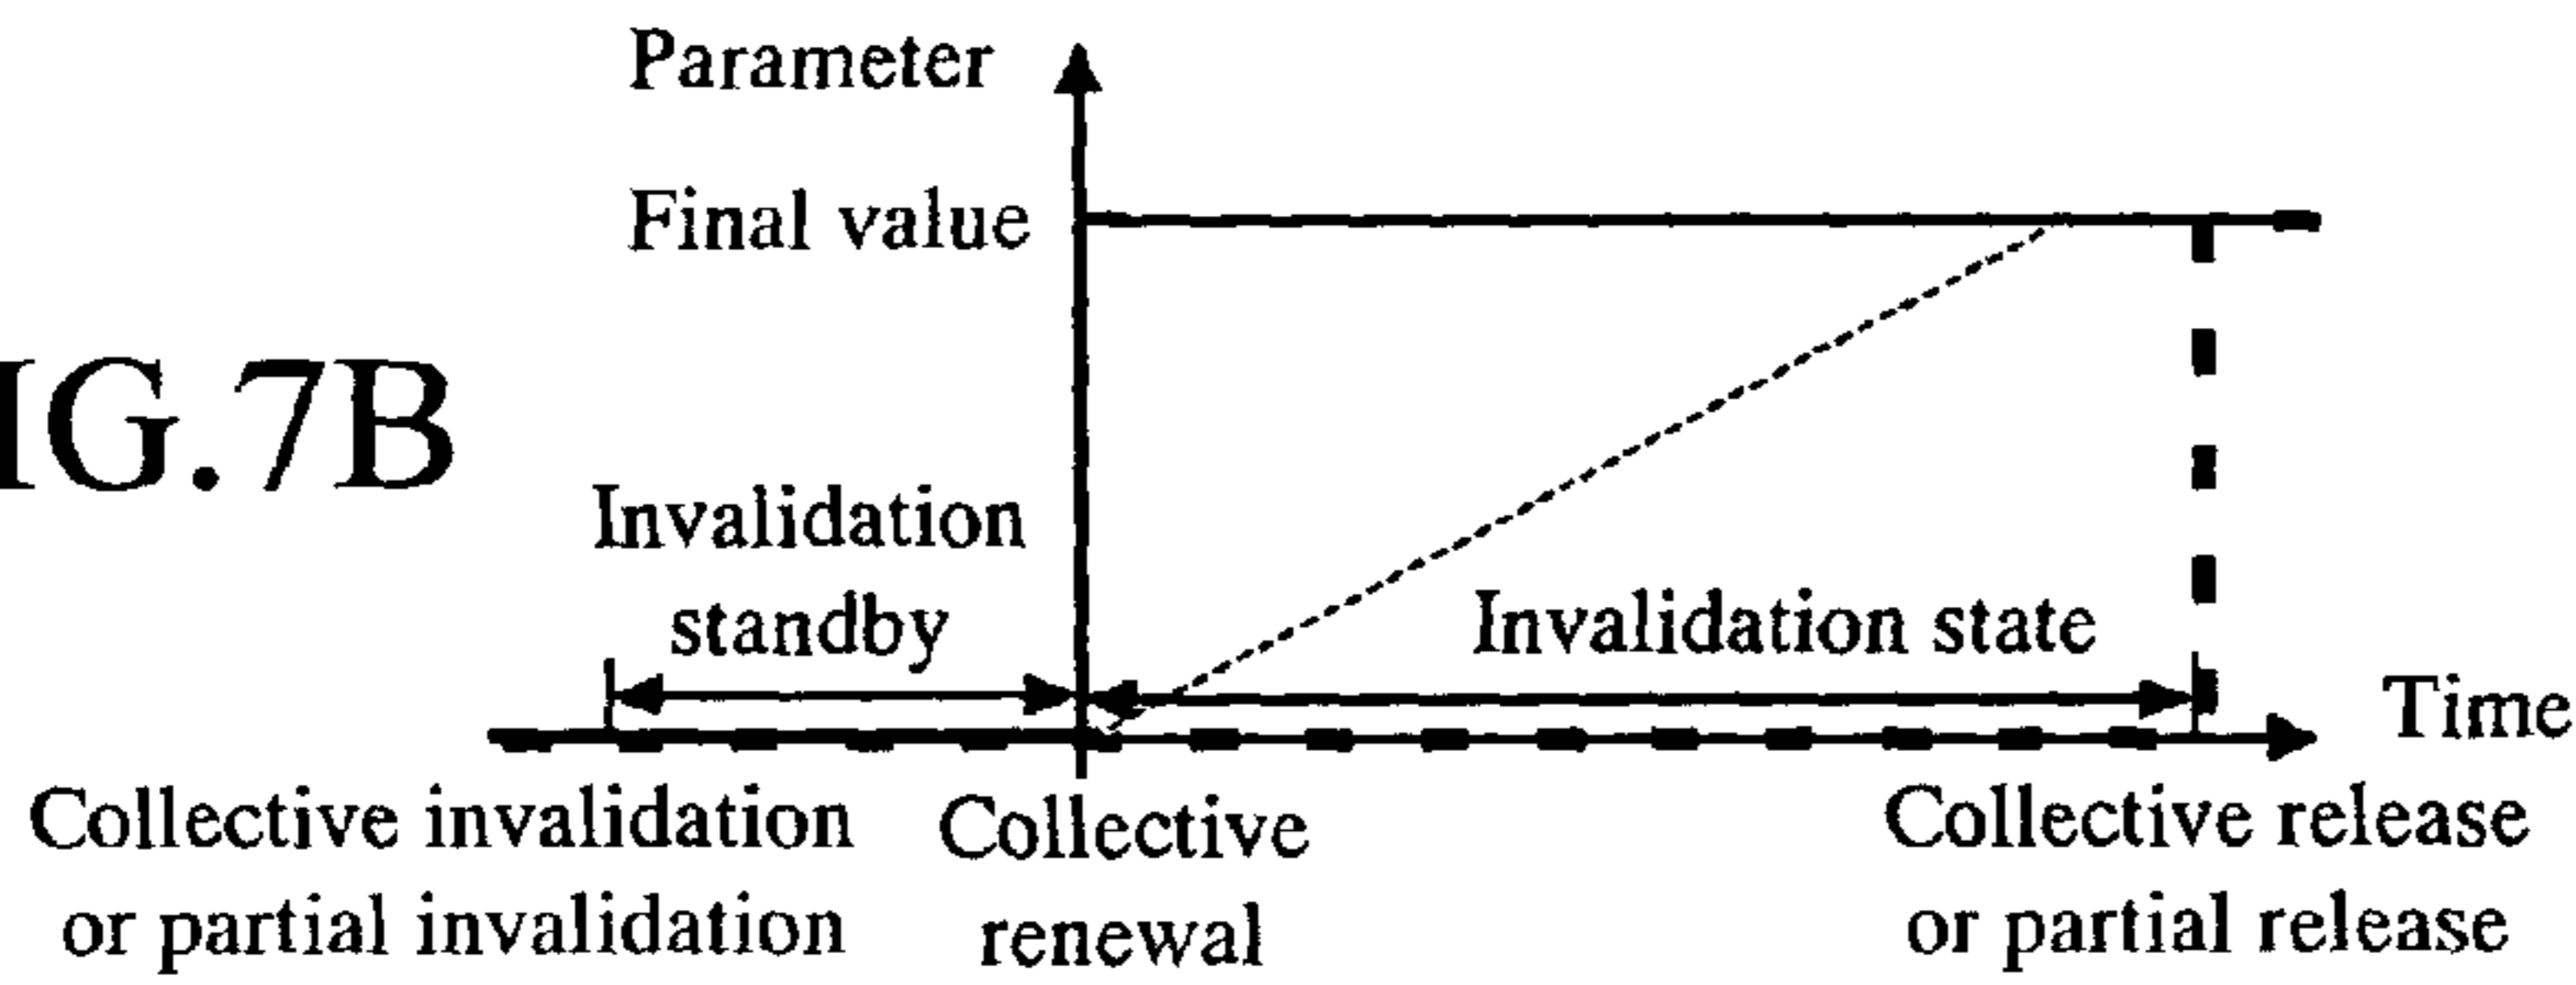 Parameter
Final value
IG.7B
Invalidation
standby
Invalidation state
Time
Collective invalidation
or partial invalidation
Collective
renewal
Collective release
or partial release